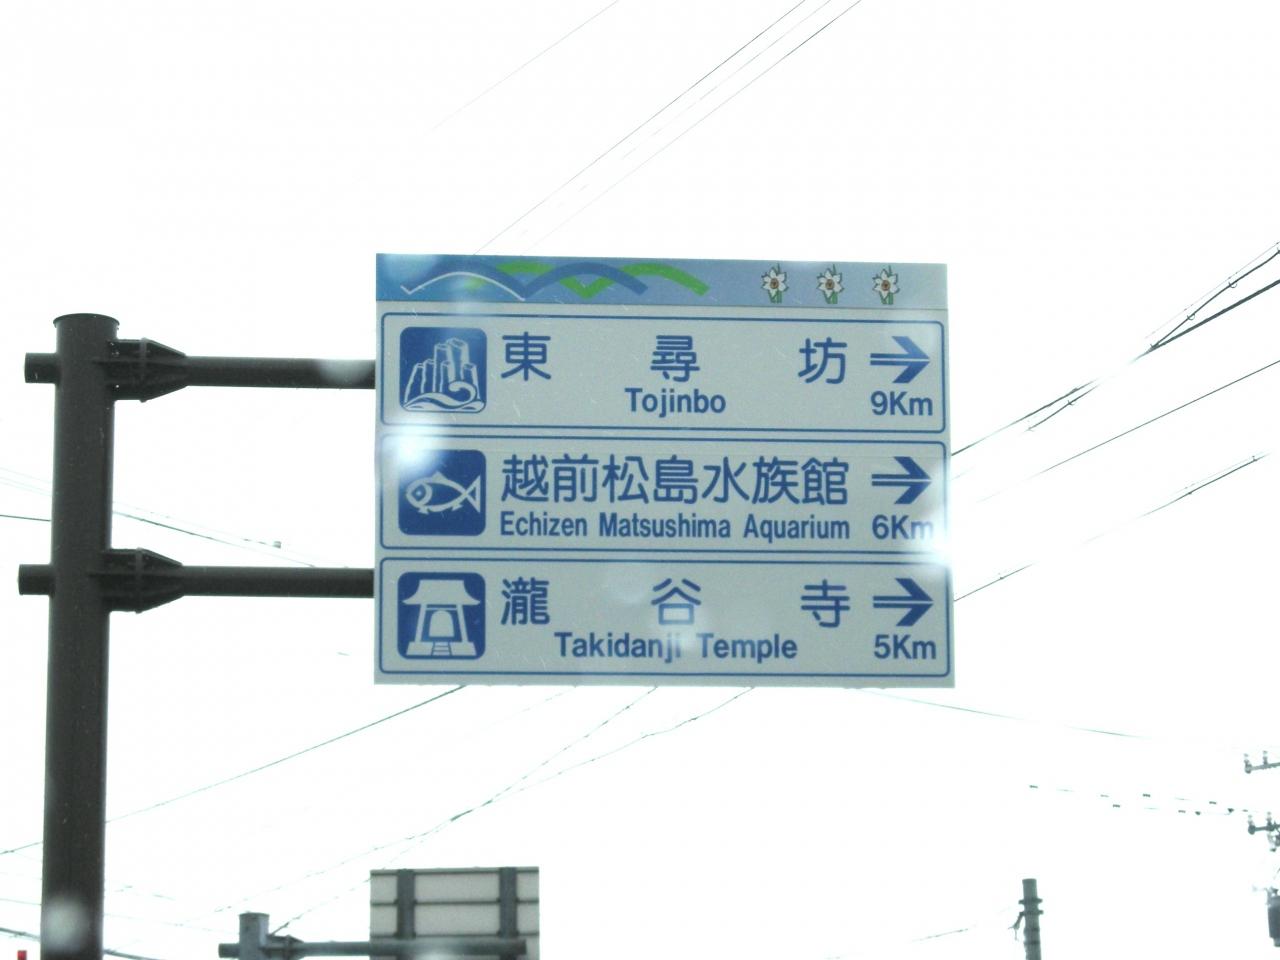 東尋坊
Tojinbo
9Km
越前松島水族館
Echizen Matsushima Aquarium
6Km
瀧谷寺
Takidanji Temple
5Km